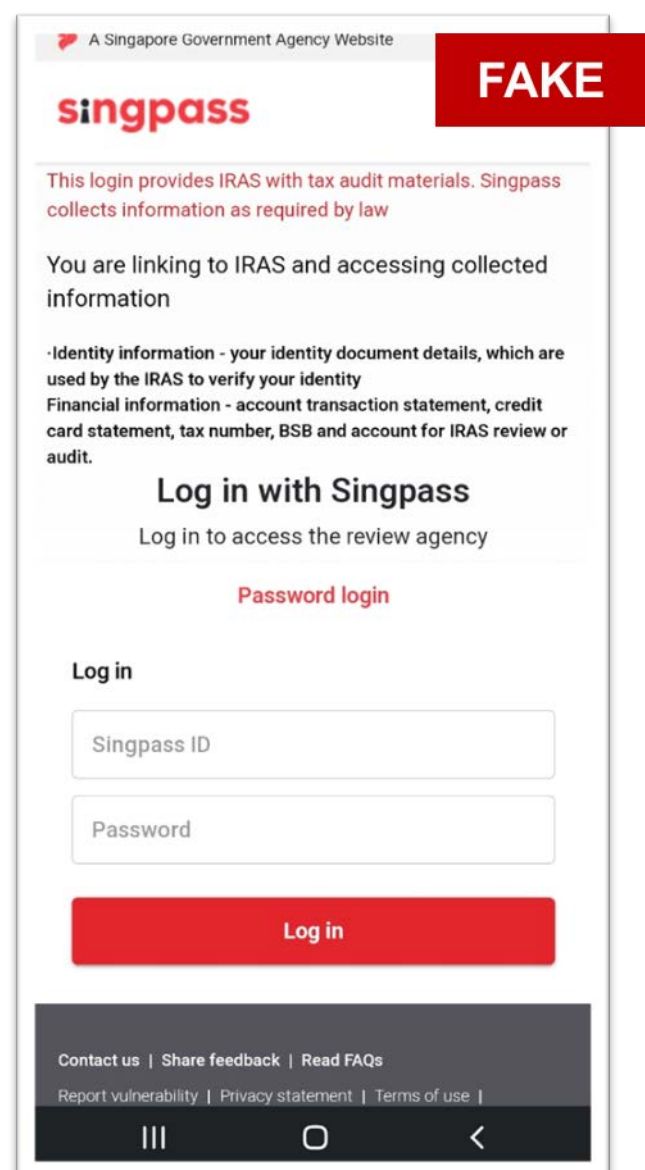 A Singapore Government Agency Website
FAKE
singpass
This login provides IRAS with tax audit materials. Singpass
collects information as required by law
You are linking to IRAS and accessing collected
information
·Identity information - your identity document details, which are
used by the IRAS to verify your identity
Financial information - account transaction statement, credit
card statement, tax number, BSB and account for IRAS review or
audit.
Log in with Singpass
Log in to access the review agency
Password login
Log in
Singpass ID
Password
Log in
Contact us | Share feedback | Read FAQs
Report vulnerability | Privacy statement | Terms of use |